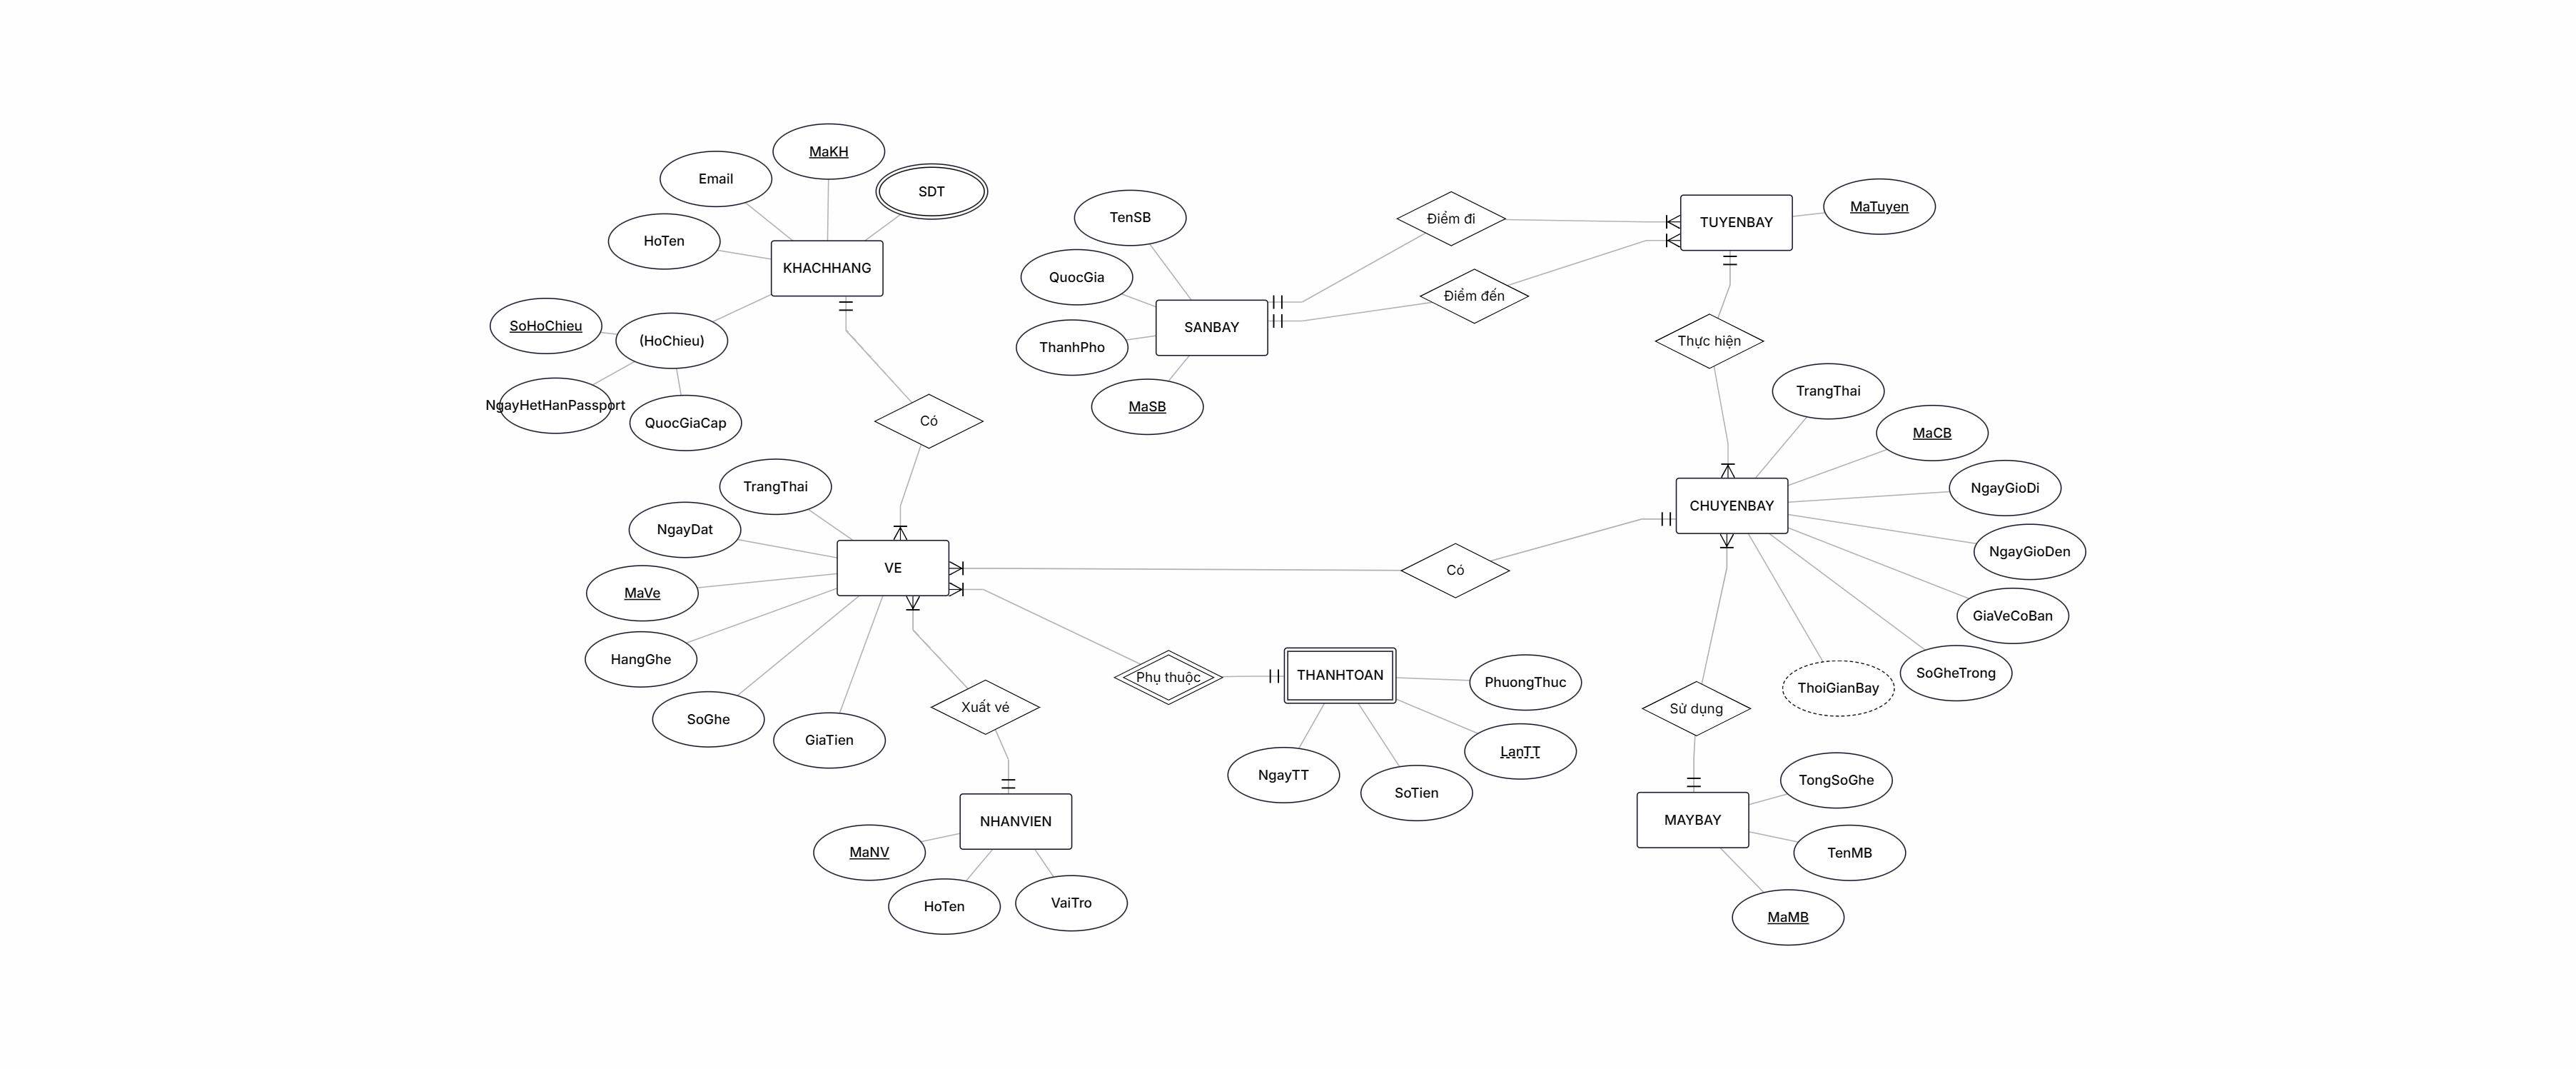 MaKH
Email
SDT
HoTen
KHACHHANG
SoHoChieu
(HoChieu)
NgayHetHanPassport
QuocGiaCap
Có
TenSB
QuocGia
SANBAY
ThanhPho
MaSB
Điểm đi
Điểm đến
TUYENBAY
MaTuyen
Thực hiện
TrangThai
MaCB
NgayGioDi
CHUYENBAY
NgayGioDen
GiaVeCoBan
SoGheTrong
ThoiGianBay
TrangThai
NgayDat
VE
MaVe
HangGhe
SoGhe
GiaTien
Có
Phụ thuộc
THANHTOAN
PhuongThuc
LanTT
NgayTT
SoTien
Xuất vé
NHANVIEN
MaNV
HoTen
VaiTro
Sử dụng
TongSoGhe
MAYBAY
TenMB
MaMB